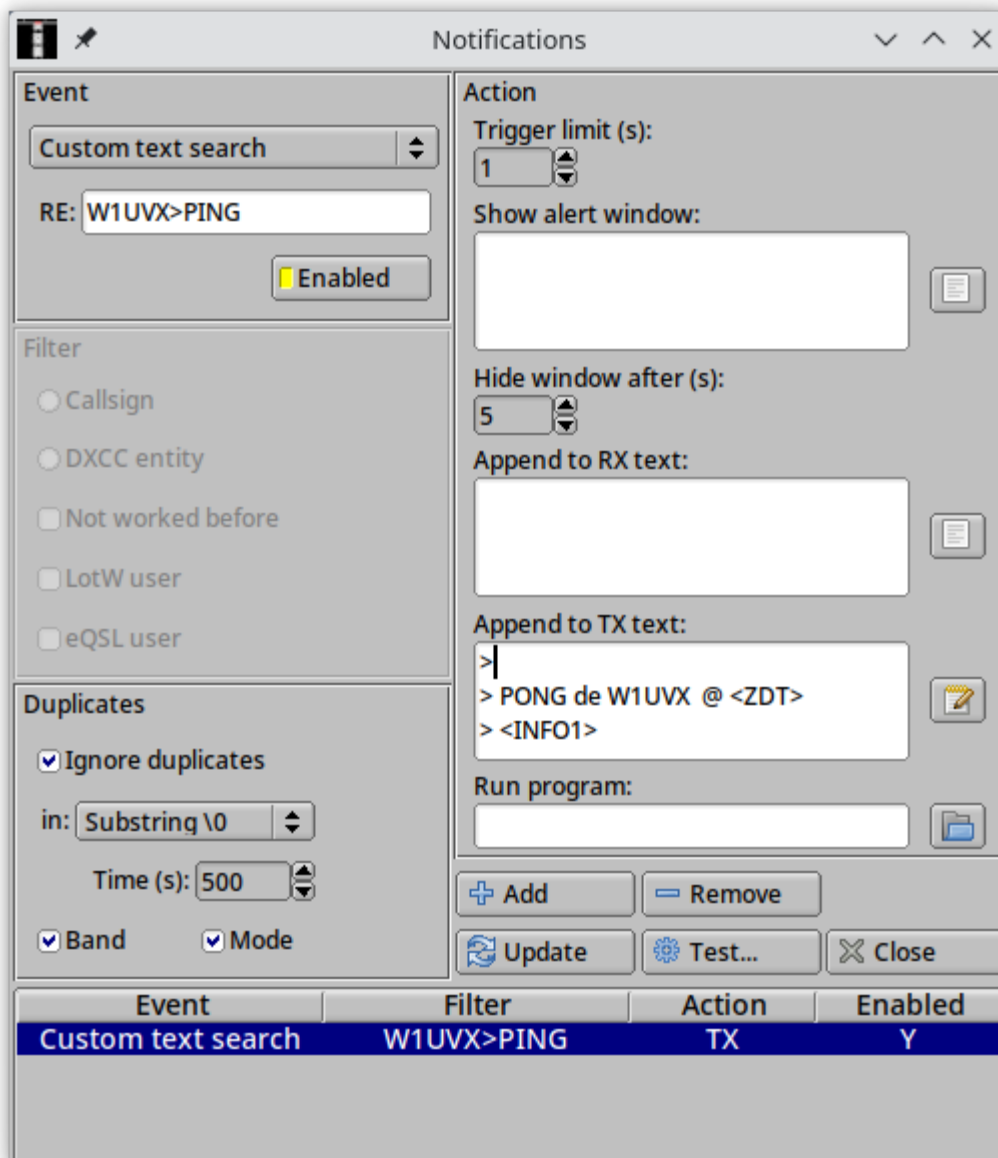 Notifications
Event
Custom text search
RE: W1UVX>PING
Enabled
Filter
Callsign
DXCC entity
Not worked before
LotW user
eQSL user
Duplicates
Ignore duplicates
in: Substring \0
Time (s): 500
Band Mode
Action
Trigger limit (s):
1
Show alert window:
Hide window after (s):
5
Append to RX text:
Append to TX text:
>
> PONG de W1UVX  @ <ZDT>
> <INFO1>
Run program:
Add Remove
Update Test... Close
Event Filter Action Enabled
Custom text search W1UVX>PING TX Y